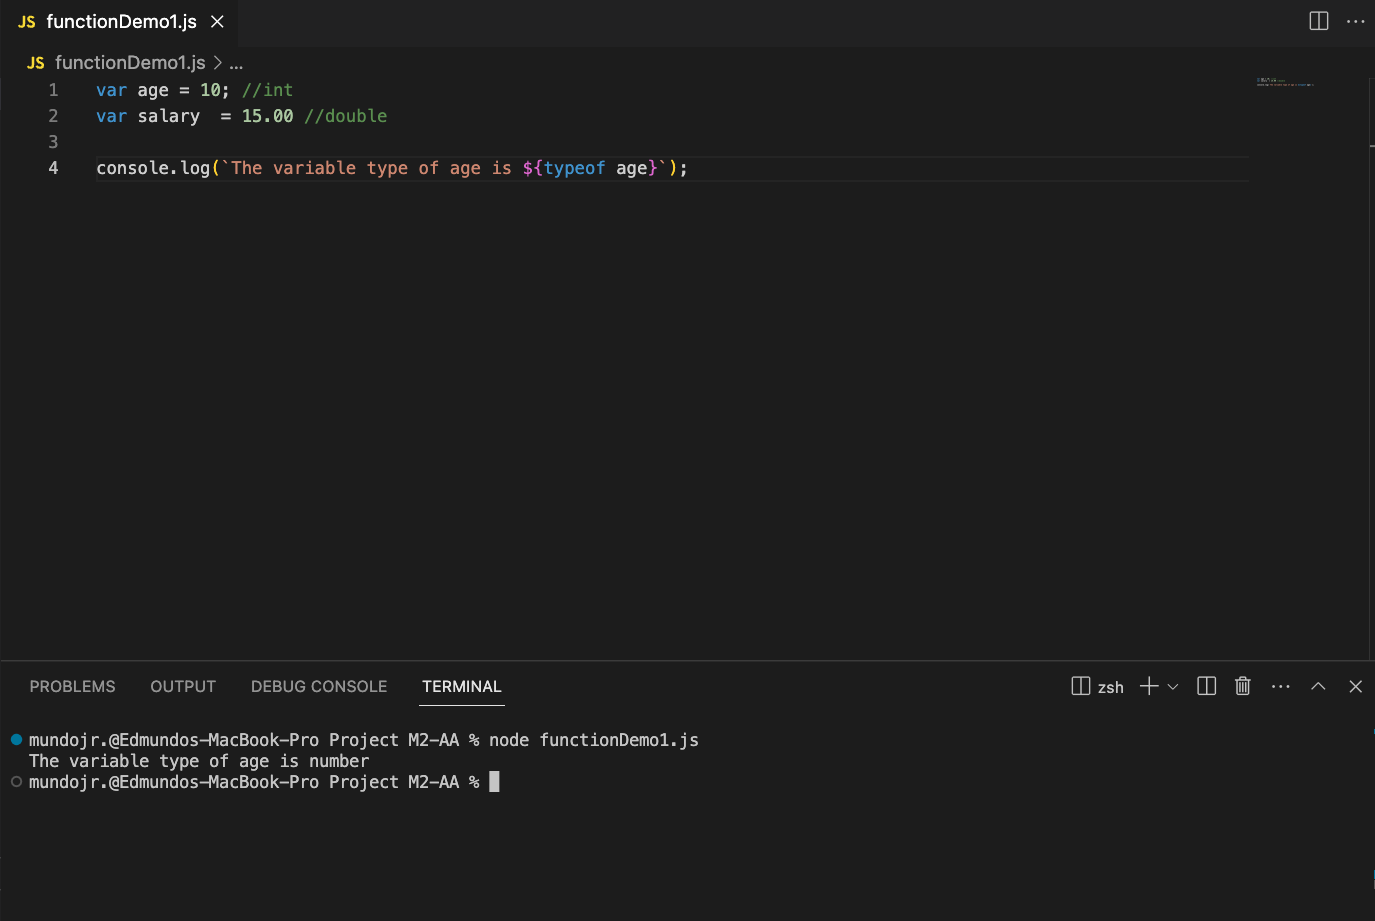 JS functionDemo1.js
JS functionDemo1.js > ...
1 var age = 10; //int
2 var salary  = 15.00 //double
3
4 console.log(`The variable type of age is ${typeof age}`);
PROBLEMS OUTPUT DEBUG CONSOLE TERMINAL zsh
mundojr.@Edmundos-MacBook-Pro Project M2-AA % node functionDemo1.js
The variable type of age is number
mundojr.@Edmundos-MacBook-Pro Project M2-AA %